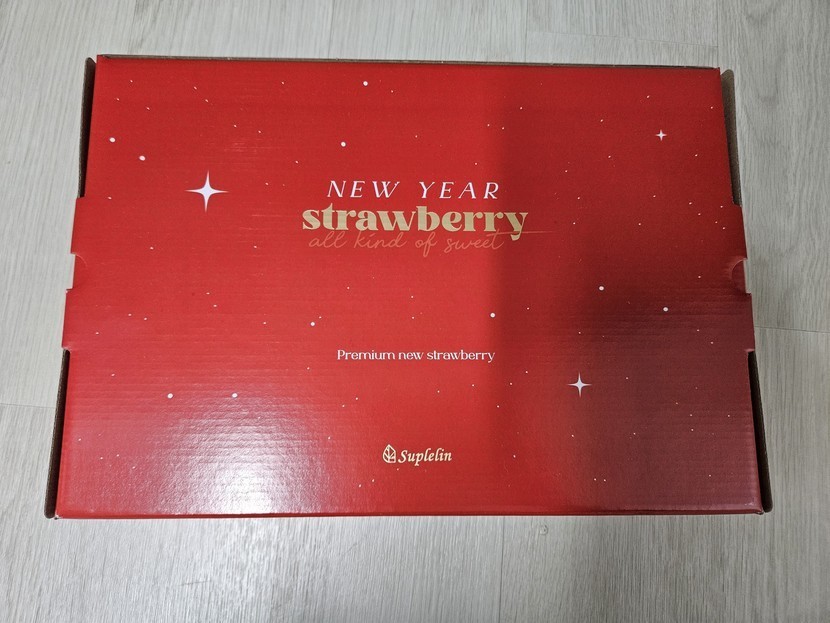 NEW YEAR
strawberry
all kind of sweet
Premium new strawberry
Suplelin